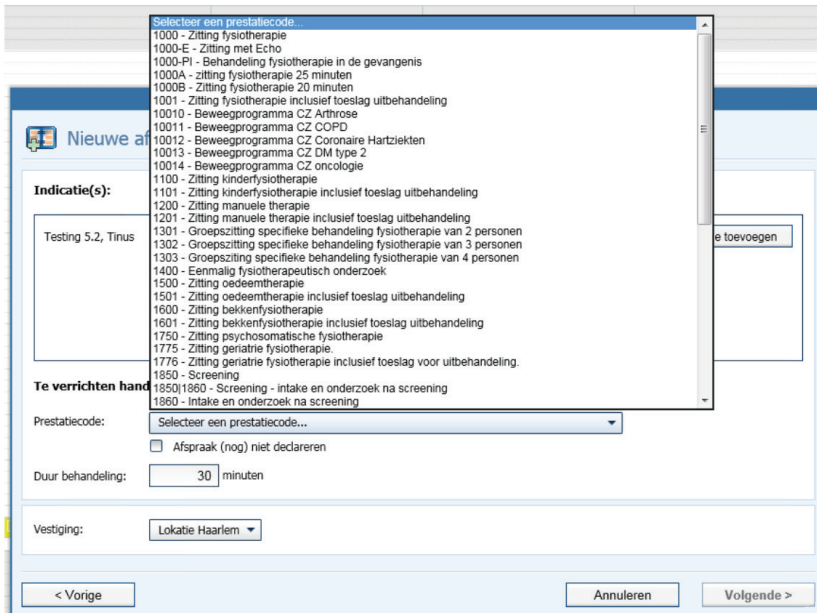 Selecteer een prestatiecode...
1000 - Zitting fysiotherapie
1000-E - Zitting met Echo
1000-PI - Behandeling fysiotherapie in de gevangenis
1000A - zitting fysiotherapie 25 minuten
1000B - Zitting fysiotherapie 20 minuten
1001 - Zitting fysiotherapie inclusief toeslag uitbehandeling
10010 - Beweegprogramma CZ Arthrose
10011 - Beweegprogramma CZ COPD
10012 - Beweegprogramma CZ Coronaire Hartziekten
10013 - Beweegprogramma CZ DM type 2
10014 - Beweegprogramma CZ oncologie
1100 - Zitting kinderfysiotherapie
1101 - Zitting kinderfysiotherapie inclusief toeslag uitbehandeling
1200 - Zitting manuele therapie
1201 - Zitting manuele therapie inclusief toeslag uitbehandeling
1301 - Groepszitting specifieke behandeling fysiotherapie van 2 personen
1302 - Groepszitting specifieke behandeling fysiotherapie van 3 personen
1303 - Groepsziting specifieke behandeling fysiotherapie van 4 personen
1400 - Eenmalig fysiotherapeutisch onderzoek
1500 - Zitting oedeemtherapie
1501 - Zitting oedeemtherapie inclusief toeslag uitbehandeling
1600 - Zitting bekkenfysiotherapie
1601 - Zitting bekkenfysiotherapie inclusief toeslag uitbehandeling
1750 - Zitting psychosomatische fysiotherapie
1775 - Zitting geriatrie fysiotherapie.
1776 - Zitting geriatrie fysiotherapie inclusief toeslag voor uitbehandeling.
1850 - Screening
1850|1860 - Screening - intake en onderzoek na screening
1860 - Intake en onderzoek na screening
Nieuwe af
Indicatie(s):
Testing 5.2, Tinus
e toevoegen
Te verrichten hand
Prestatiecode: Selecteer een prestatiecode...
Afspraak (nog) niet declareren
Duur behandeling: 30 minuten
Vestiging: Lokatie Haarlem
< Vorige Annuleren Volgende >